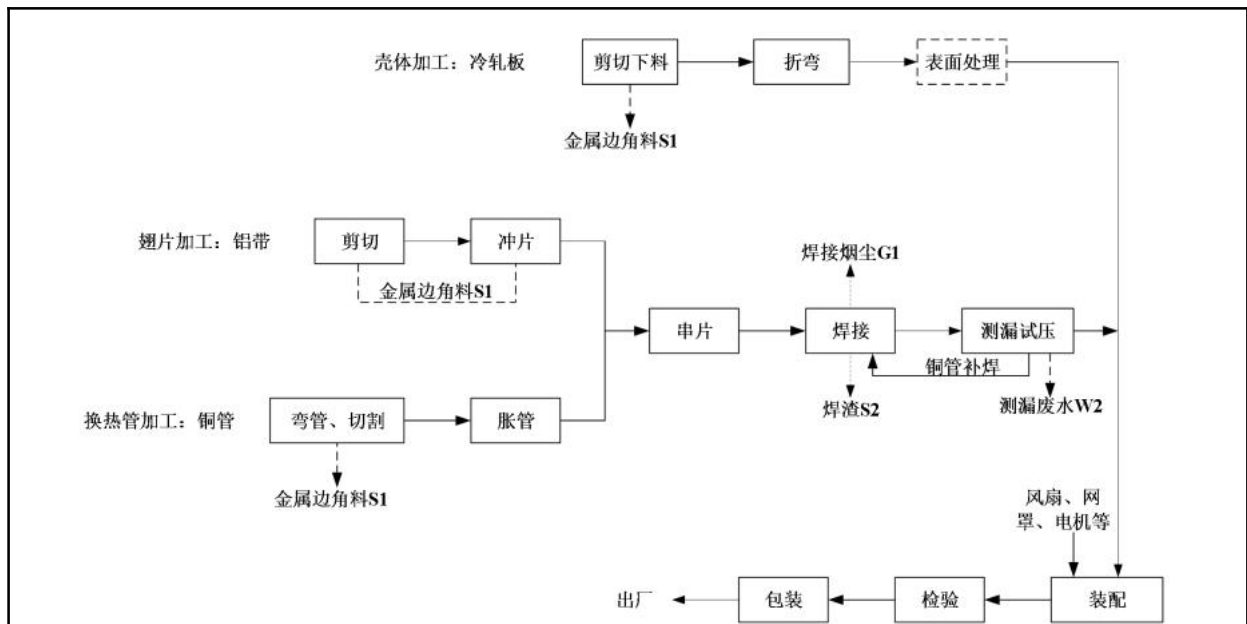 壳体加工：冷轧板
剪切下料
折弯
表面处理
金属边角料S1
翅片加工：铝带
剪切
冲片
金属边角料S1
焊接烟尘G1
串片
焊接
测漏试压
铜管补焊
焊渣S2
测漏废水W2
换热管加工：铜管
弯管、切割
胀管
金属边角料S1
风扇、网
罩、电机等
出厂
包装
检验
装配